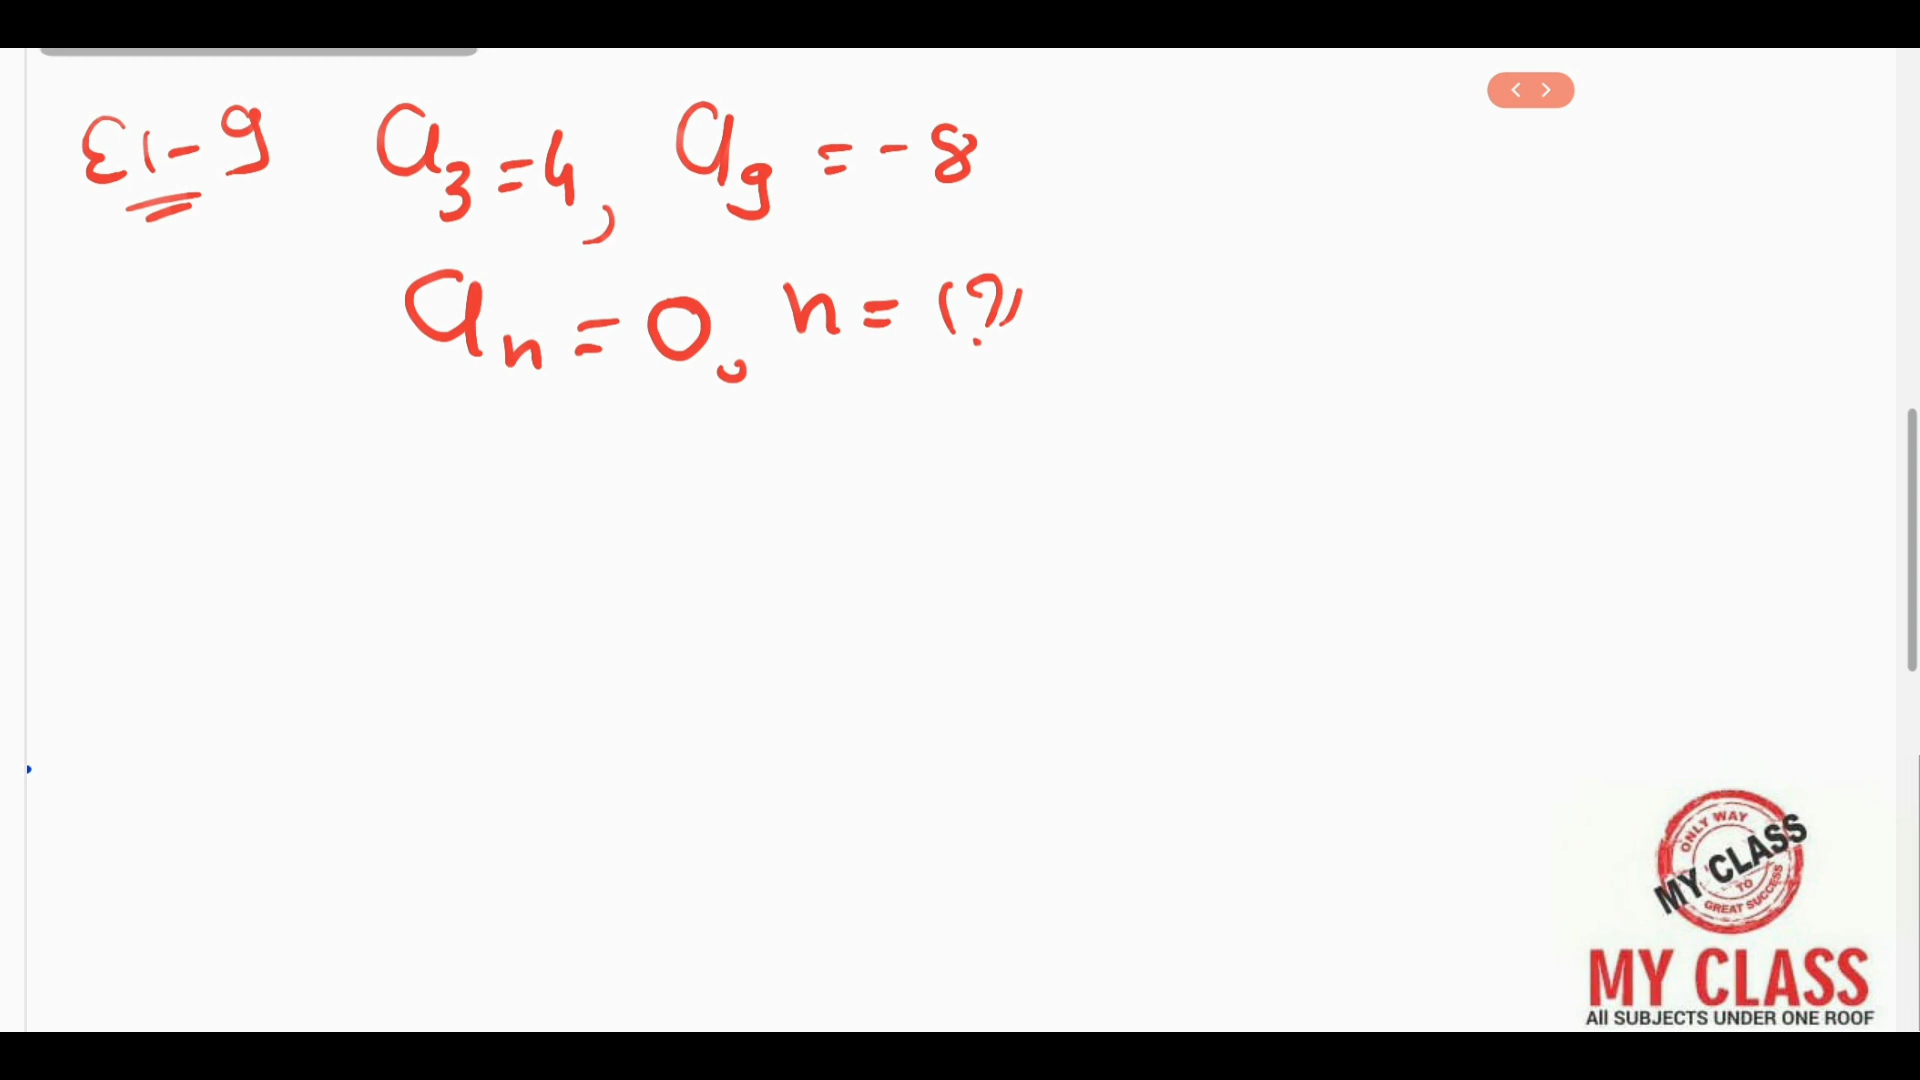 દા-9 a₃=4, a₉ = -8
aₙ = 0, n = (?)
ONLY WAY
MY CLASS
TO
GREAT SUCCESS
MY CLASS
All SUBJECTS UNDER ONE ROOF